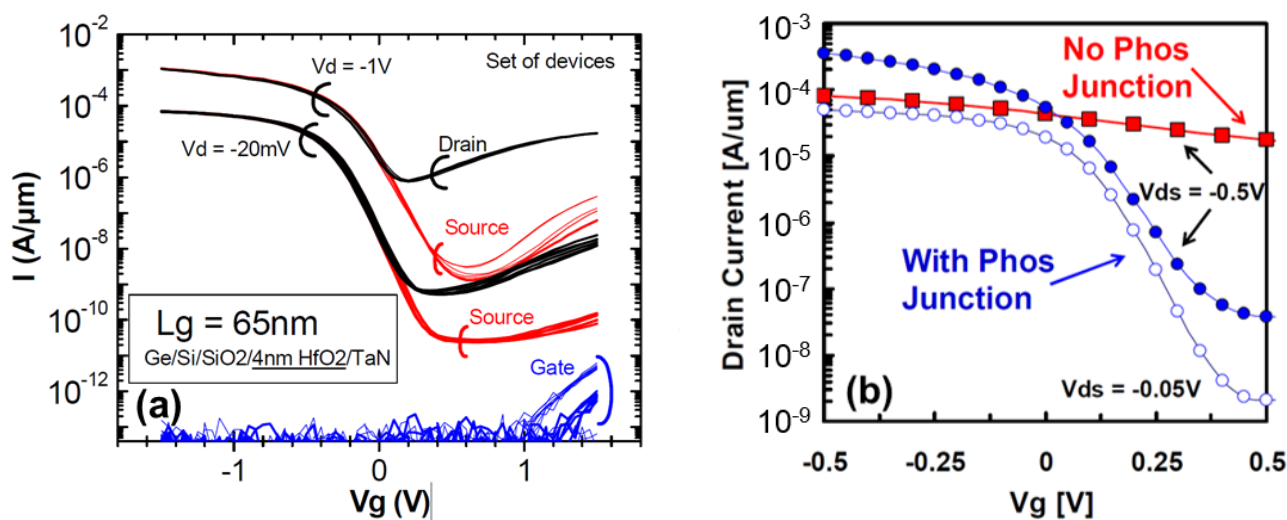 10⁻²
10⁻⁴
10⁻⁶
10⁻⁸
10⁻¹⁰
10⁻¹²
I (A/µm)
Vd = -1V
Set of devices
Vd = -20mV
Drain
Source
Source
Gate
Lg = 65nm
Ge/Si/SiO2/4nm HfO2/TaN
(a)
-1
0
1
Vg (V)
10⁻³
10⁻⁴
10⁻⁵
10⁻⁶
10⁻⁷
10⁻⁸
10⁻⁹
Drain Current [A/um]
No Phos
Junction
Vds = -0.5V
With Phos
Junction
Vds = -0.05V
(b)
-0.5
-0.25
0
0.25
0.5
Vg [V]